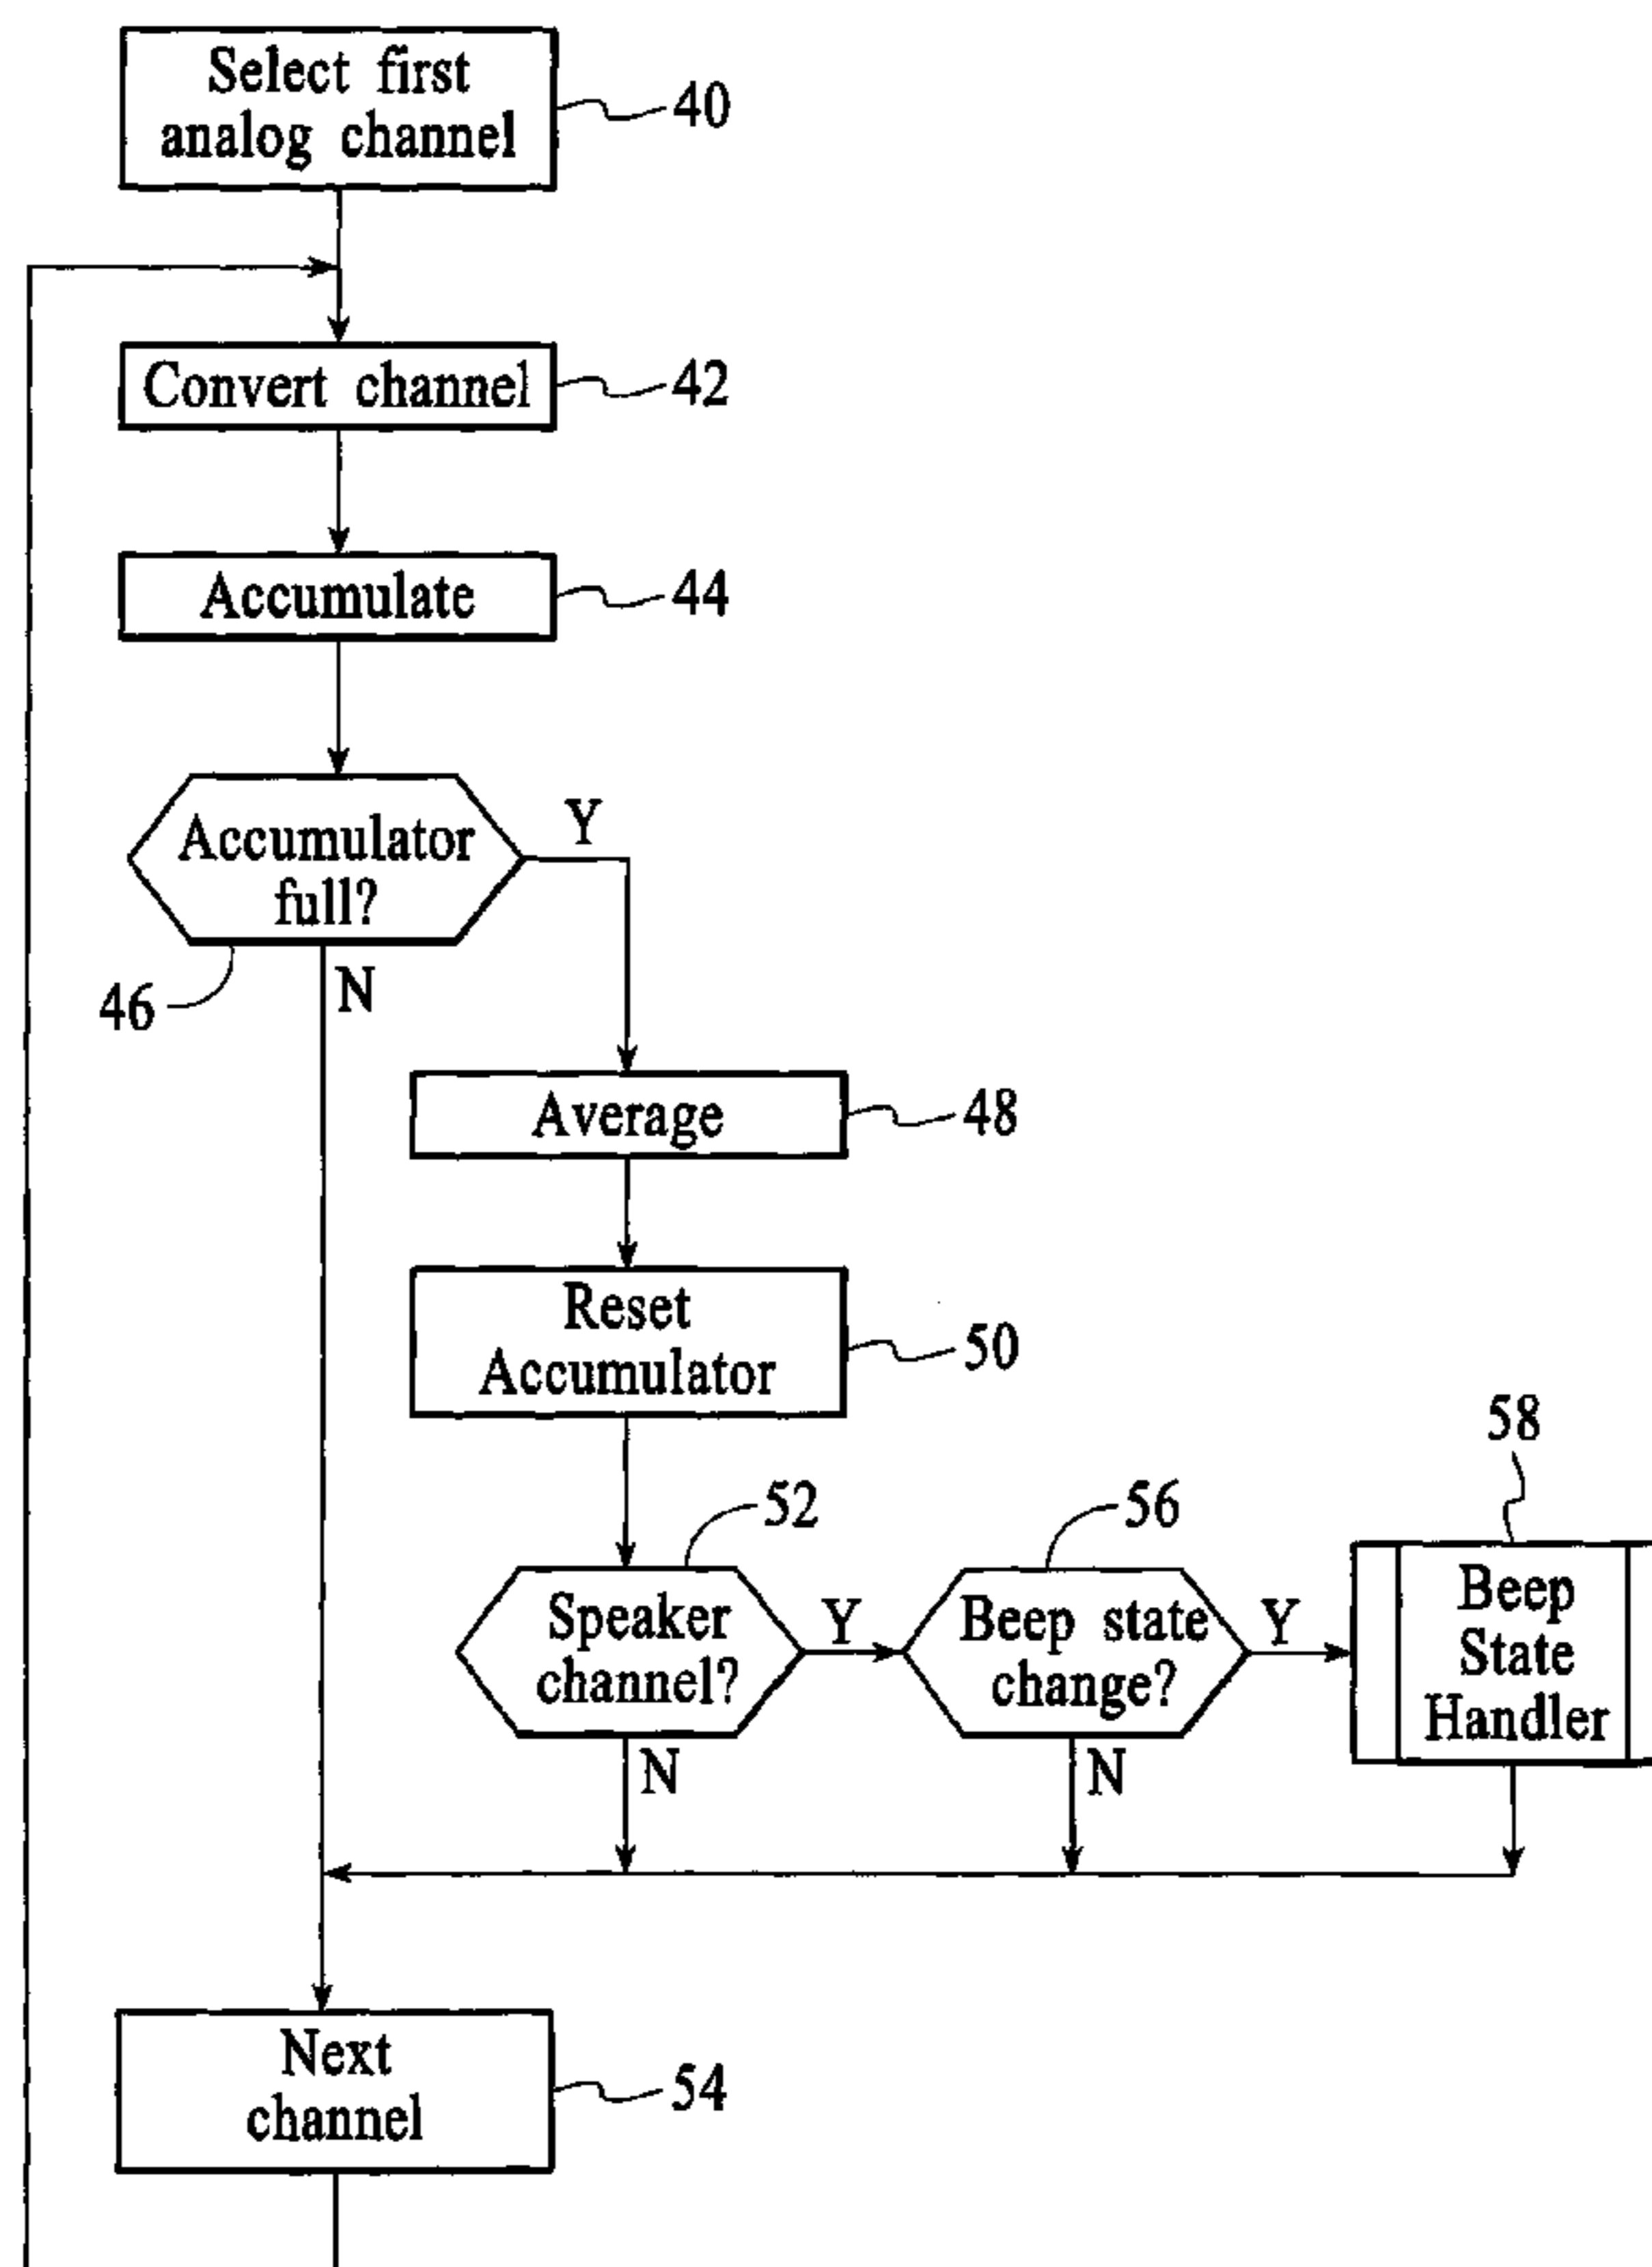 Select first
analog channel
40
Convert channel
42
Accumulate
44
Accumulator
full?
Y
N
46
Average
48
Reset
Accumulator
50
58
52
56
Speaker
channel?
Y
N
Beep state
change?
Y
N
Beep
State
Handler
Next
channel
54